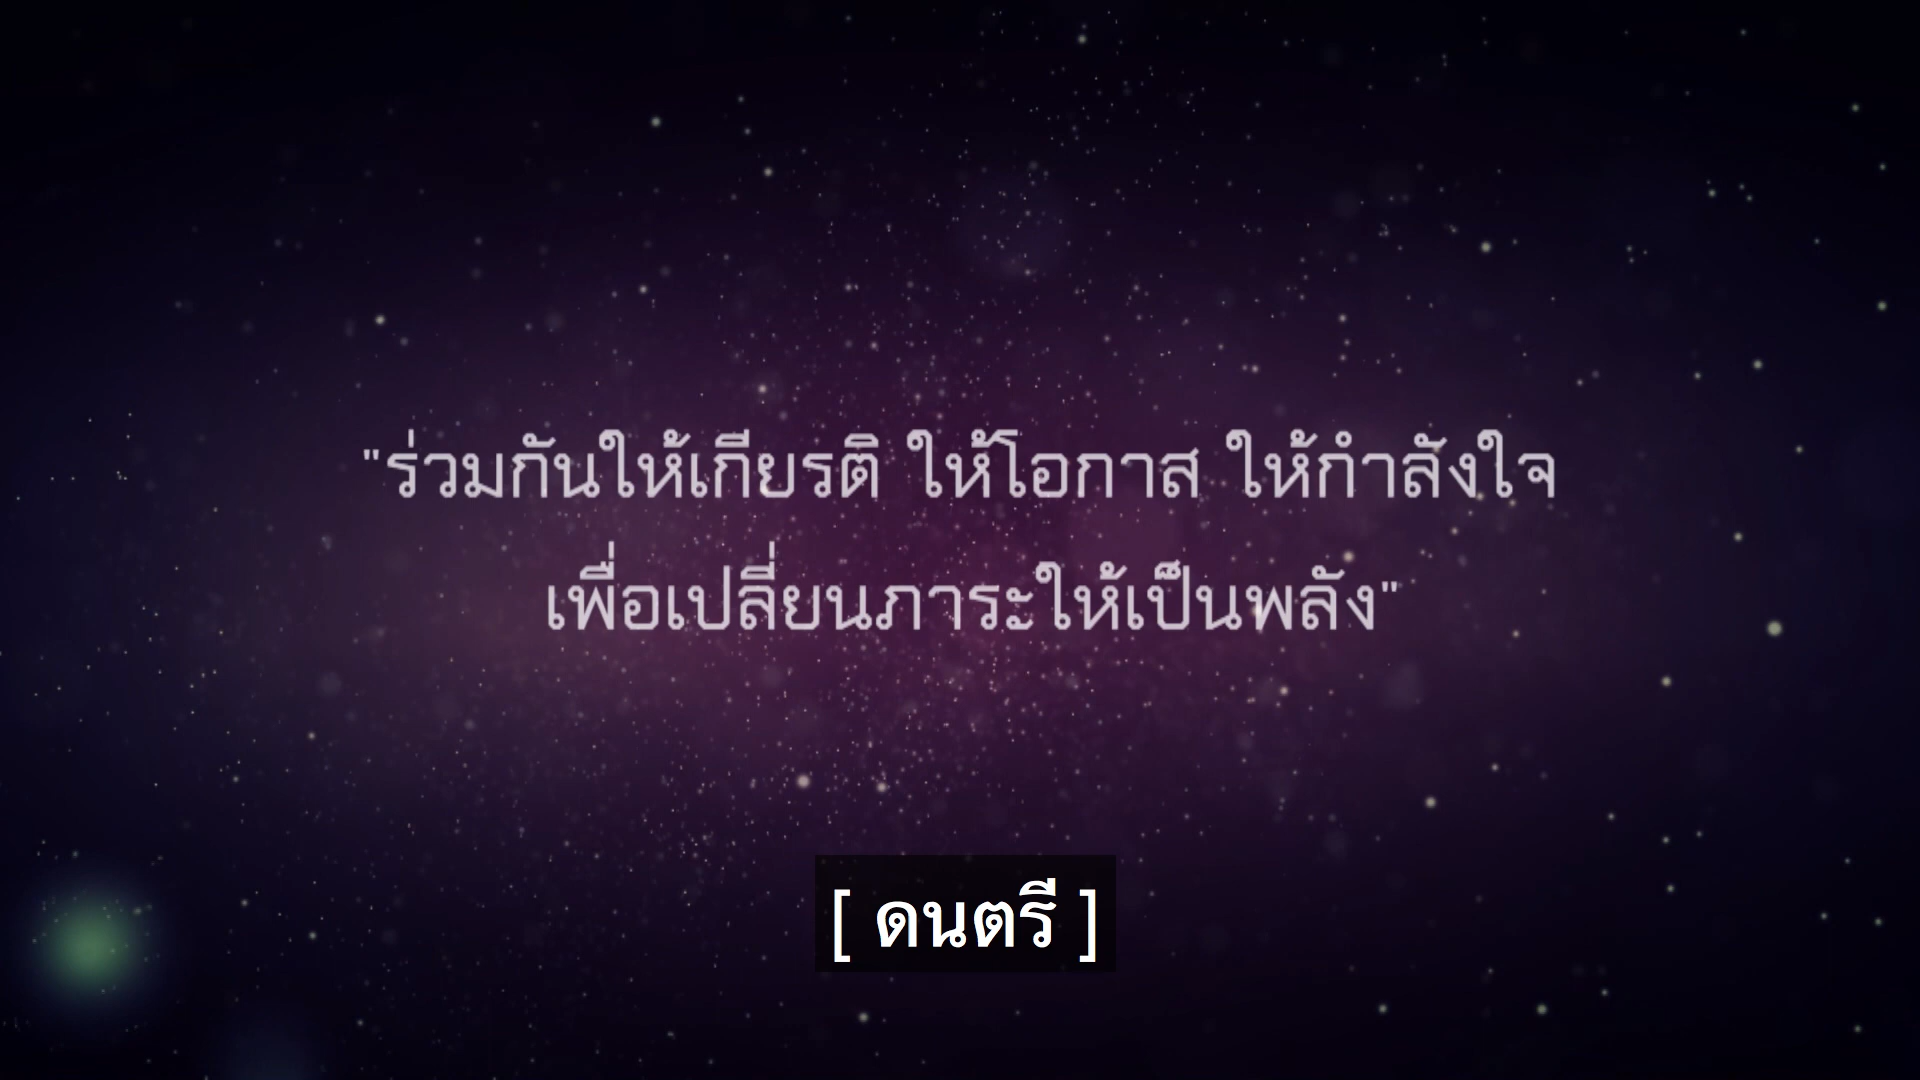 "ร่วมกันให้เกียรติ ให้โอกาส ให้กำลังใจ
เพื่อเปลี่ยนภาระให้เป็นพลัง"
[ ดนตรี ]